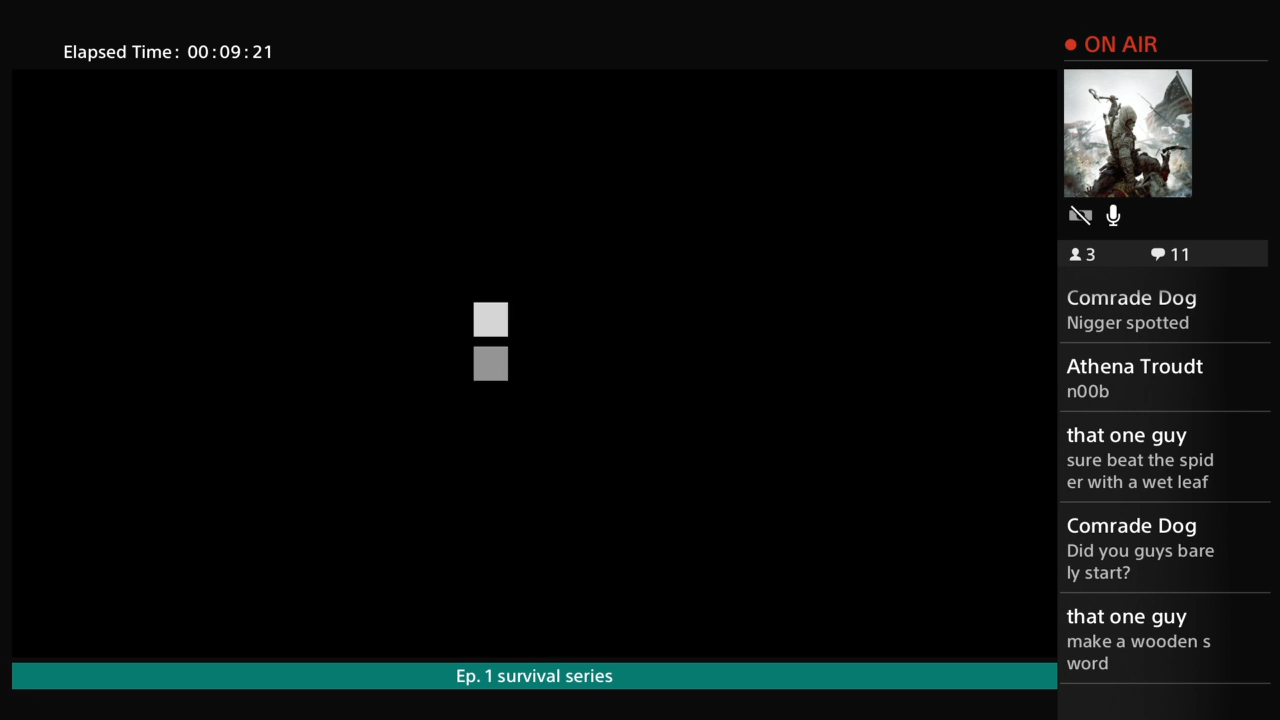 Elapsed Time: 00:09:21
ON AIR
3
11
Comrade Dog
Nigger spotted
Athena Troudt
n00b
that one guy
sure beat the spid
er with a wet leaf
Comrade Dog
Did you guys bare
ly start?
that one guy
make a wooden s
word
Ep. 1 survival series